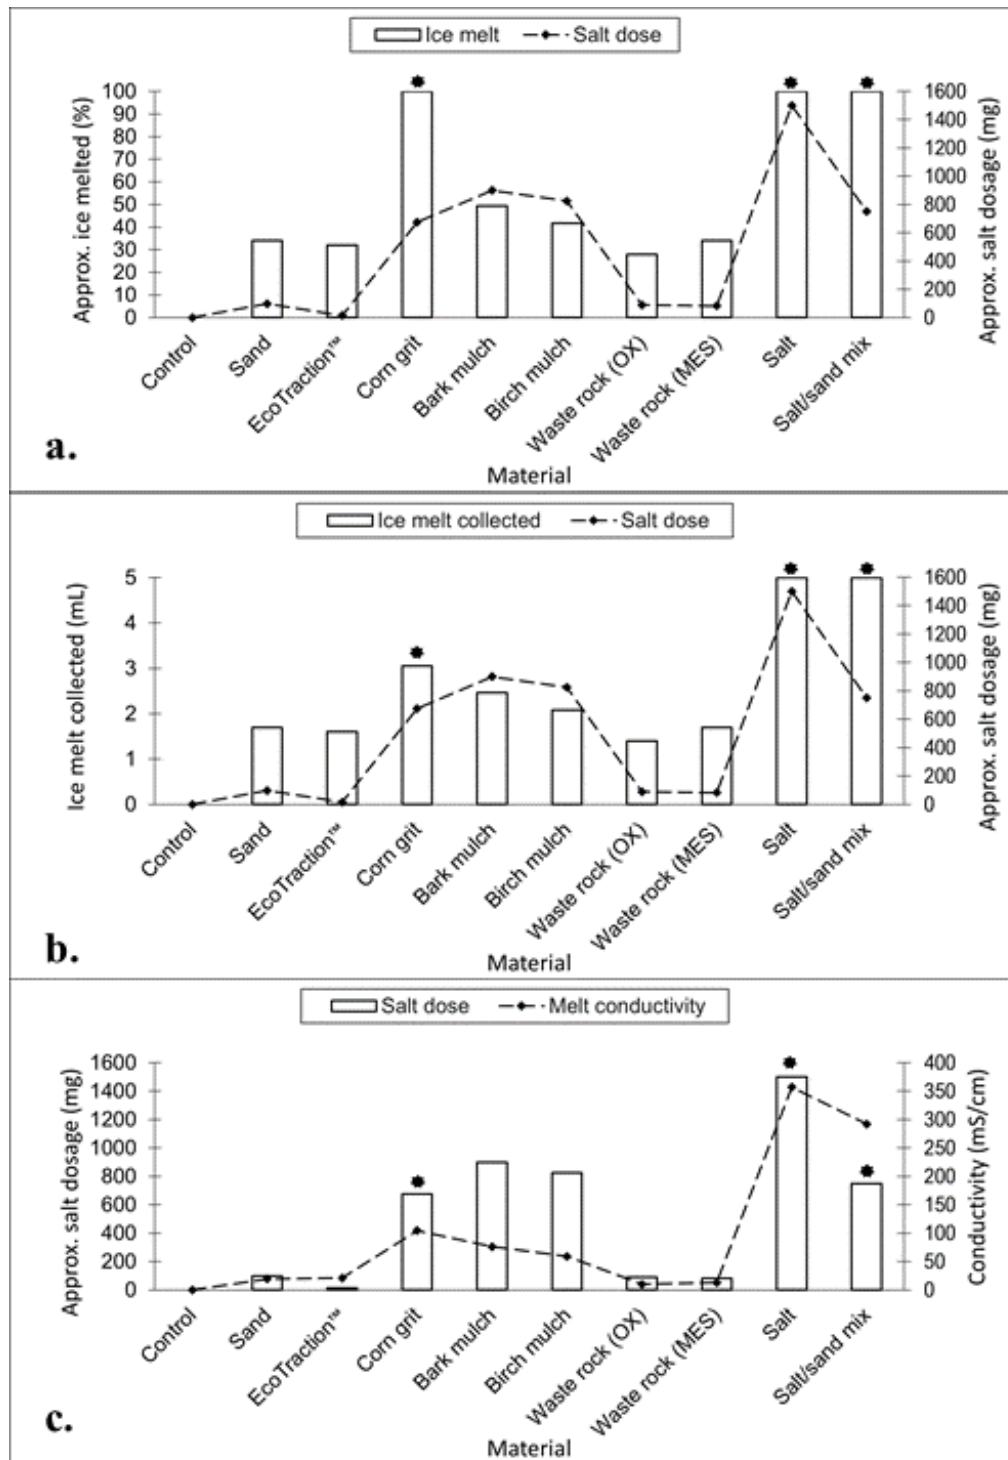 Ice melt Salt dose
Approx. ice melted (%)
100
90
80
70
60
50
40
30
20
10
0
1600
1400
1200
1000
800
600
400
200
0
Approx. salt dosage (mg)
Control
Sand
EcoTraction™
Corn grit
Bark mulch
Birch mulch
Waste rock (OX)
Waste rock (MES)
Salt
Salt/sand mix
a.
Material
Ice melt collected Salt dose
Ice melt collected (mL)
5
4
3
2
1
0
1600
1400
1200
1000
800
600
400
200
0
Approx. salt dosage (mg)
Control
Sand
EcoTraction™
Corn grit
Bark mulch
Birch mulch
Waste rock (OX)
Waste rock (MES)
Salt
Salt/sand mix
b.
Material
Salt dose Melt conductivity
Approx. salt dosage (mg)
1600
1400
1200
1000
800
600
400
200
0
400
350
300
250
200
150
100
50
0
Conductivity (mS/cm)
Control
Sand
EcoTraction™
Corn grit
Bark mulch
Birch mulch
Waste rock (OX)
Waste rock (MES)
Salt
Salt/sand mix
c.
Material